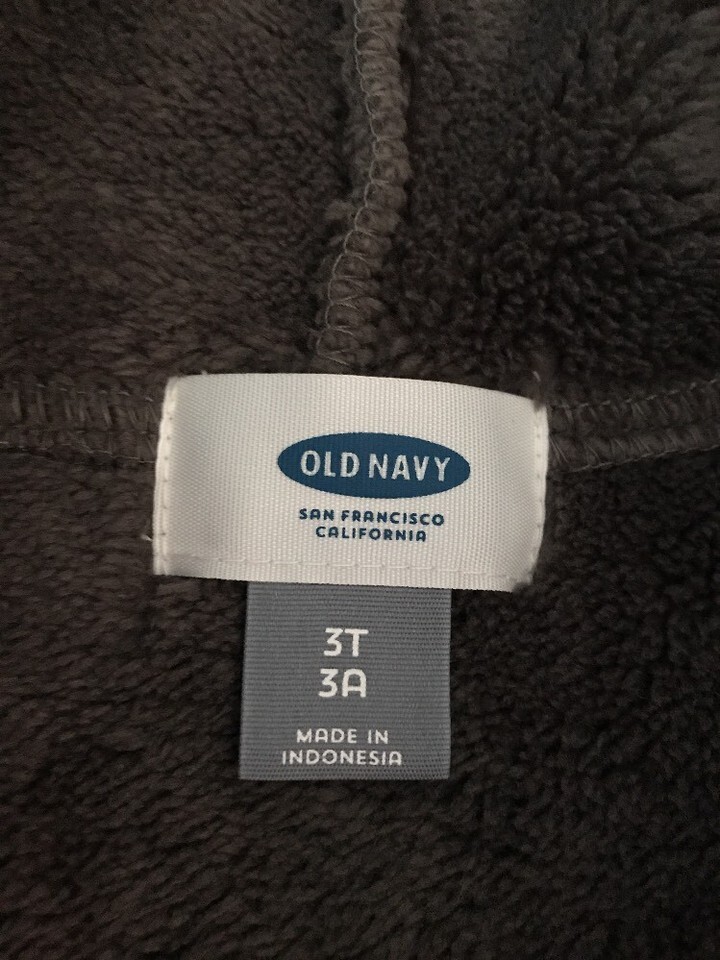 OLD NAVY
SAN FRANCISCO
CALIFORNIA
3T
3A
MADE IN
INDONESIA